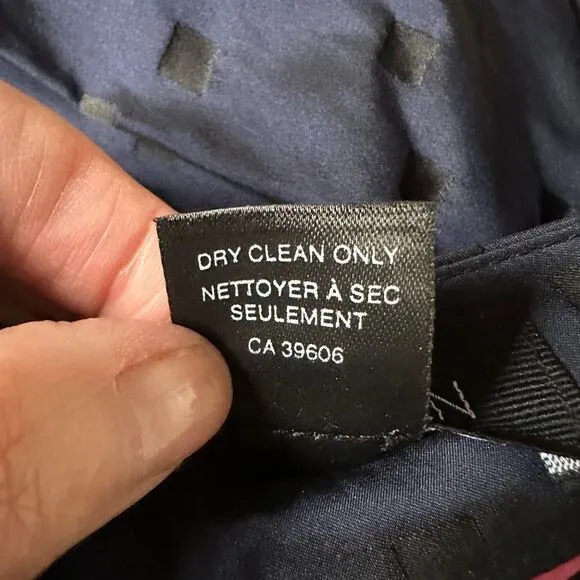 DRY CLEAN ONLY
NETTOYER À SEC
SEULEMENT
CA 39606